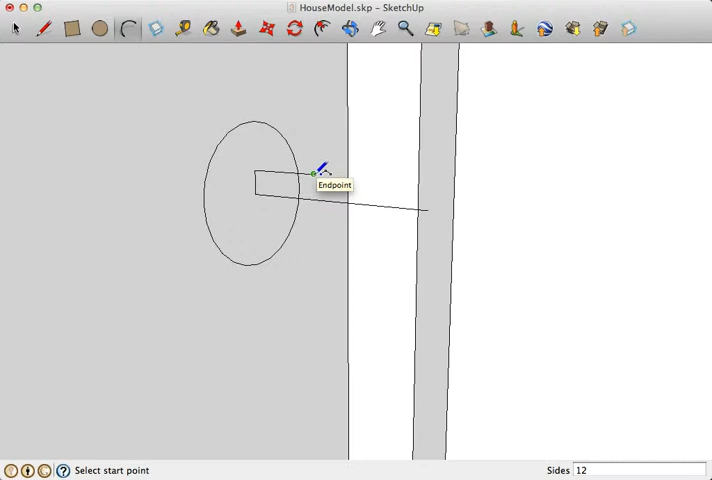 HouseModel.skp - SketchUp
Endpoint
Select start point
Sides
12